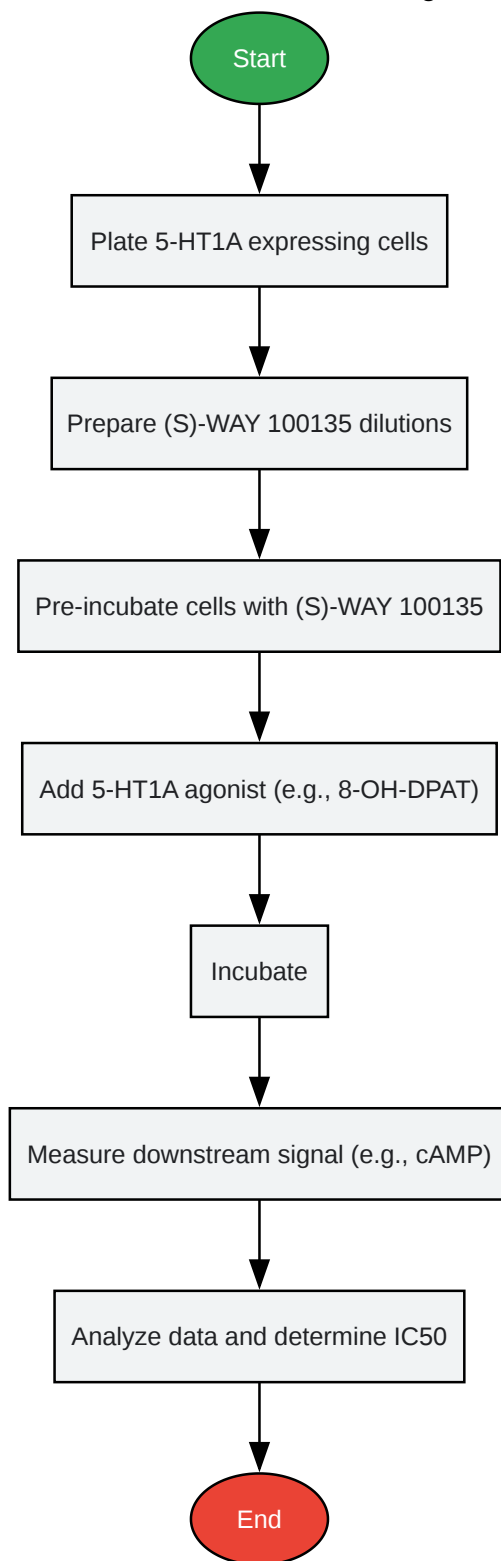 Start
Plate 5-HT1A expressing cells
Prepare (S)-WAY 100135 dilutions
Pre-incubate cells with (S)-WAY 100135
Add 5-HT1A agonist (e.g., 8-OH-DPAT)
Incubate
Measure downstream signal (e.g., cAMP)
Analyze data and determine IC50
End